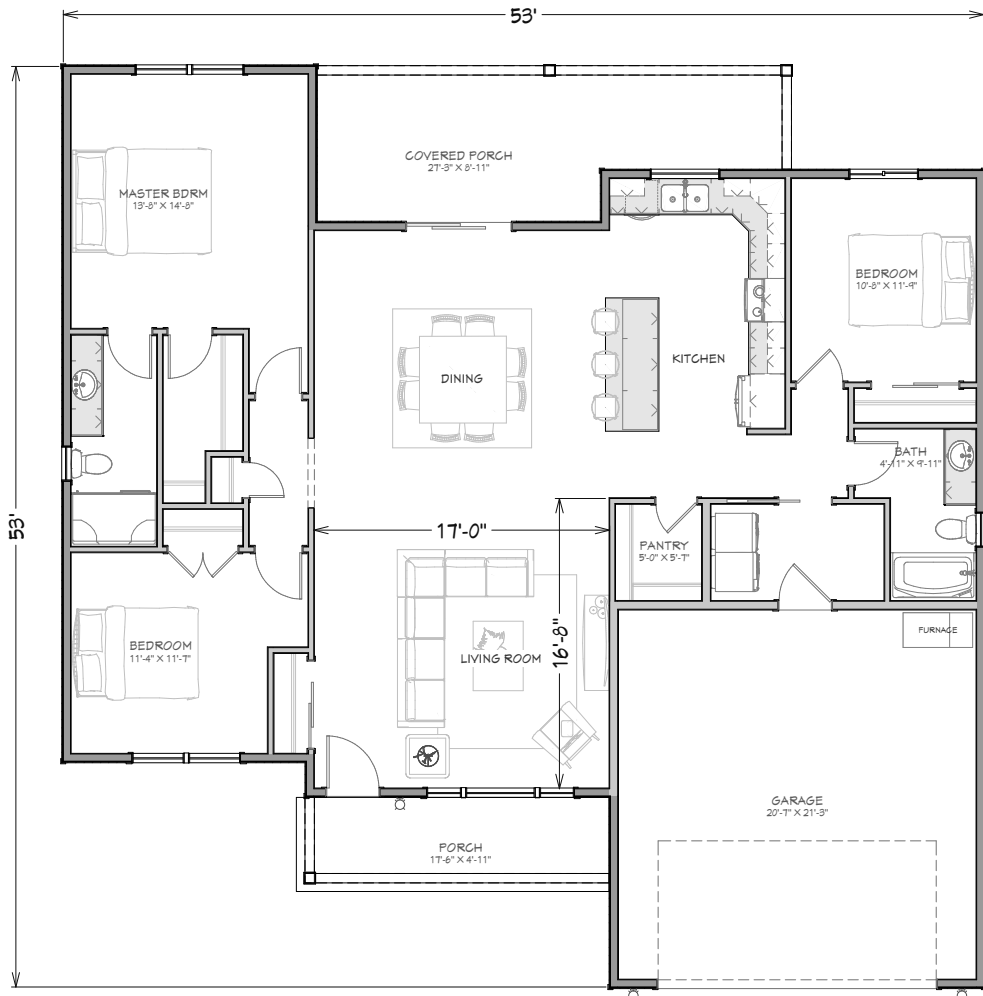 53'
COVERED PORCH
27'-3" X 8'-11"
MASTER BDRM
13'-8" X 14'-8"
BEDROOM
10'-8" X 11'-9"
KITCHEN
DINING
BATH
4'-11" X 9'-11"
53'
17'-0"
PANTRY
5'-0" X 5'-7"
FURNACE
BEDROOM
11'-4" X 11'-7"
LIVING ROOM
16'-8"
GARAGE
20'-7" X 21'-3"
PORCH
17'-6" X 4'-11"